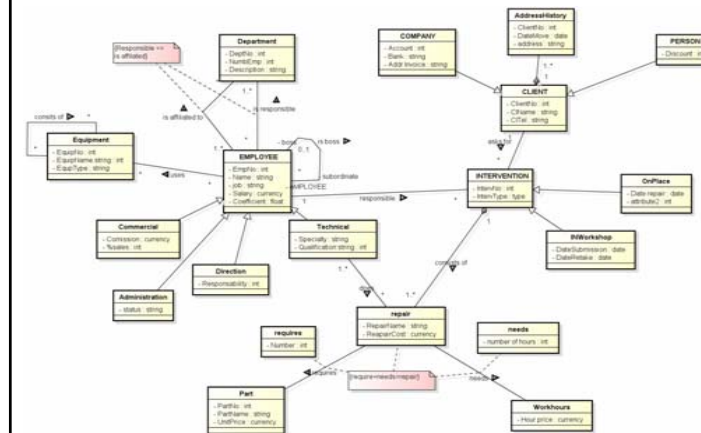 AddressHistory
- ClientNo : int
- DateMove : date
- address : string
COMPANY
- Account : int
- Bank : string
- Addr.Invoice : string
PERSON
- Discount : int
Department
- DeptNo : int
- NumbEmp : int
- Description : string
{Responsible ==
is affiliated}
1..*
CLIENT
- ClientNo : int
- ClName : string
- ClTel : string
is affiliated to
is responsible
asks for
consts of
Equipment
- EquipNo : int
- EquipName string : int
- EquipType : string
uses
EMPLOYEE
- EmpNo : int
- Name : string
- job : string
- Salary : currency
- Coefficient : float
- boss
0..1
is boss
- subordinate
EMPLOYEE
responsible
INTERVENTION
- IntervNo : int
- IntervType : type
OnPlace
- Date repair : date
- attribute2 : int
INWorkshop
- DateSubmission : date
- DateRetake : date
Commercial
- Comission : currency
- %sales : int
Technical
- Specialty : string
- Qualification string : int
Direction
- Responsability : int
Administration
- status : string
1..*
does
consists of
1..*
repair
- RepairName : string
- ReapairCost : currency
requires
- Number : int
needs
- number of hours : int
requires
{require+needs=repair}
needs
Part
- PartNo : int
- PartName : string
- UnitPrice : currency
Workhours
- Hour price : currency